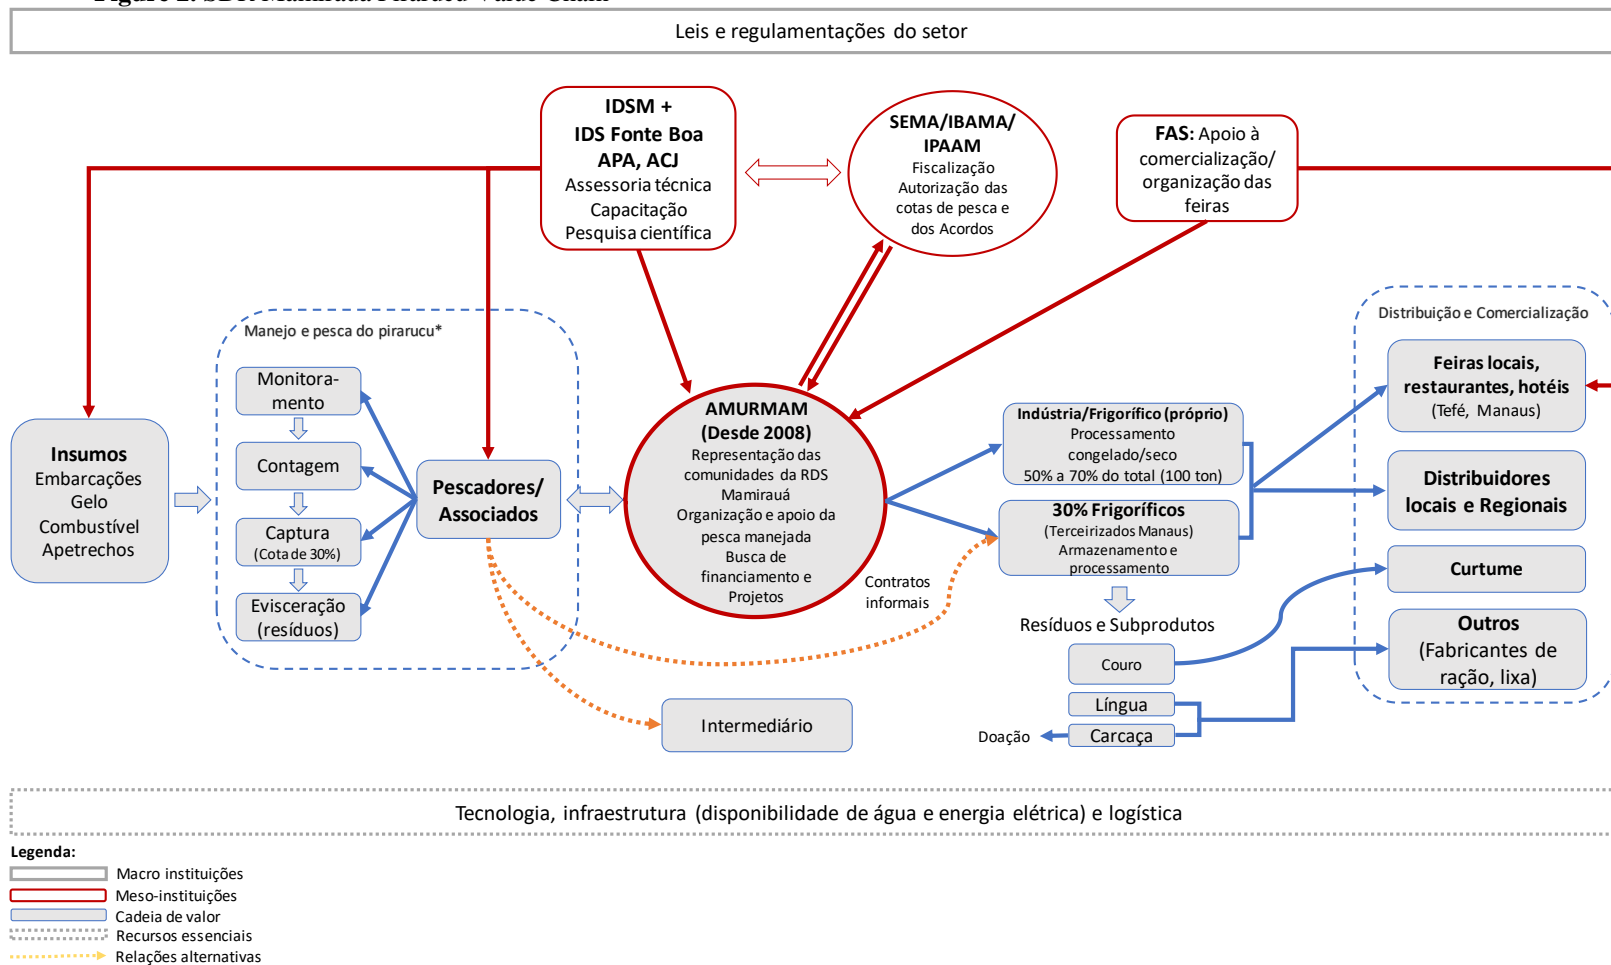 Figure 2. SDR Mamirauá Pirarucu Value Chain
Leis e regulamentações do setor
IDSM +
IDS Fonte Boa
APA, ACJ
Assessoria técnica
Capacitação
Pesquisa científica
SEMA/IBAMA/
IPAAM
Fiscalização
Autorização das
cotas de pesca e
dos Acordos
FAS: Apoio à
comercialização/
organização das
feiras
Manejo e pesca do pirarucu*
Monitora-
mento
Contagem
Captura
(Cota de 30%)
Evisceração
(resíduos)
Insumos
Embarcações
Gelo
Combustível
Apetrechos
Pescadores/
Associados
AMURMAM
(Desde 2008)
Representação das
comunidades da RDS
Mamirauá
Organização e apoio da
pesca manejada
Busca de
financiamento e
Projetos
Contratos
informais
Intermediário
Indústria/Frigorífico (próprio)
Processamento
congelado/seco
50% a 70% do total (100 ton)
30% Frigoríficos
(Terceirizados Manaus)
Armazenamento e
processamento
Resíduos e Subprodutos
Couro
Língua
Carcaça
Doação
Distribuição e Comercialização
Feiras locais,
restaurantes, hotéis
(Tefé, Manaus)
Distribuidores
locais e Regionais
Curtume
Outros
(Fabricantes de
ração, lixa)
Tecnologia, infraestrutura (disponibilidade de água e energia elétrica) e logística
Legenda:
Macro instituições
Meso-instituições
Cadeia de valor
Recursos essenciais
Relações alternativas